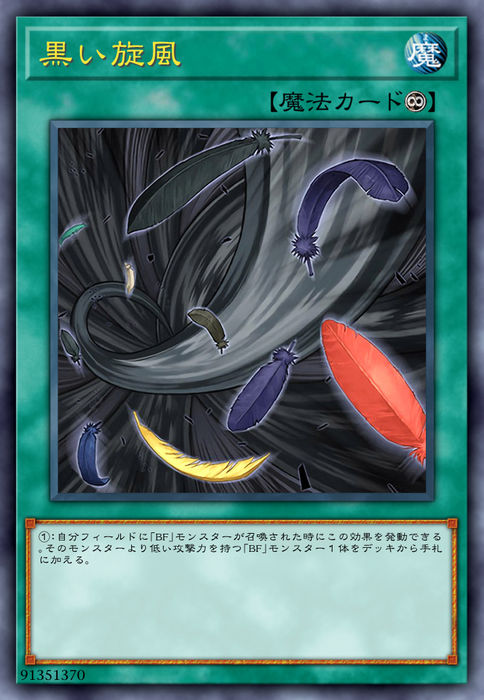 黒い旋風
魔
【魔法カード♾】
①:自分フィールドに「BF」モンスターが召喚された時にこの効果を発動できる
。そのモンスターより低い攻撃力を持つ「BF」モンスター1体をデッキから手札
に加える。
91351370